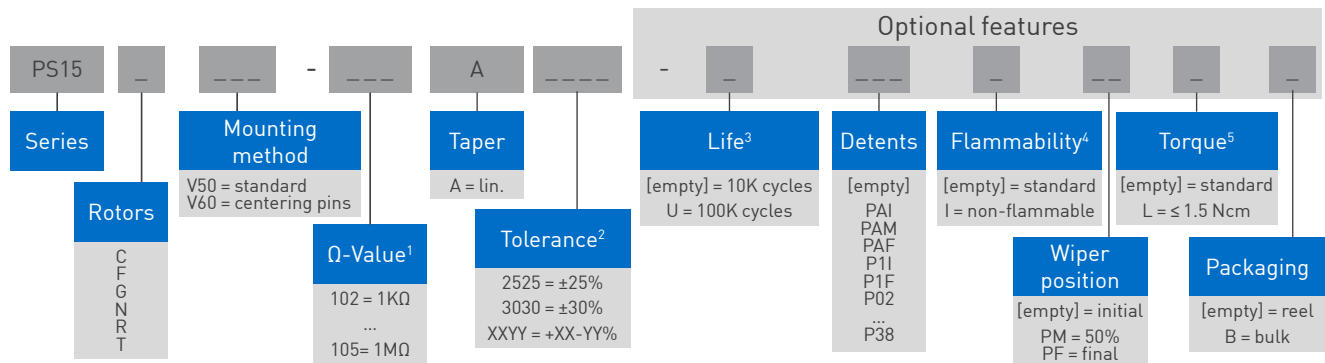 Optional features
PS15 _ _ _ _ - _ _ _ A _ _ _ _ - _ _ _ _ _ _ _ _ _
Series
Mounting method
V50 = standard
V60 = centering pins
Taper
A = lin.
Life³
[empty] = 10K cycles
U = 100K cycles
Detents
[empty]
PAI
PAM
PAF
P1I
P1F
P02
...
P38
Flammability⁴
[empty] = standard
I = non-flammable
Torque⁵
[empty] = standard
L = ≤ 1.5 Ncm
Rotors
C
F
G
N
R
T
Ω-Value¹
102 = 1KΩ
...
105= 1MΩ
Tolerance²
2525 = ±25%
3030 = ±30%
XXYY = +XX-YY%
Wiper
position
[empty] = initial
PM = 50%
PF = final
Packaging
[empty] = reel
B = bulk